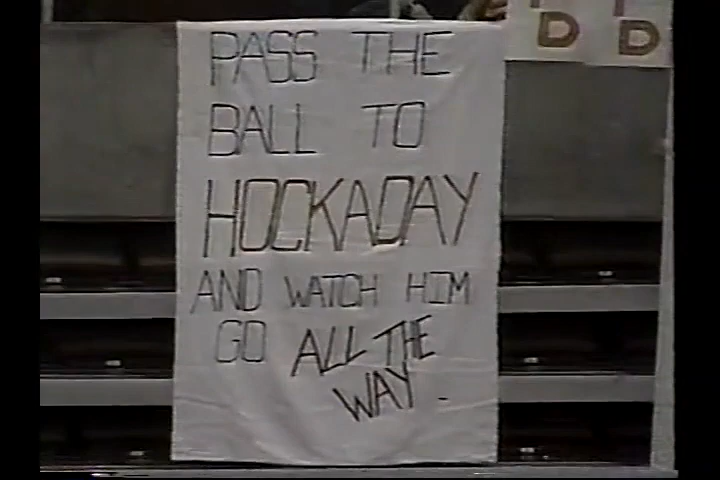 PASS THE
BALL TO
HOCKADAY
AND WATCH HIM
GO ALL THE
WAY.
D D